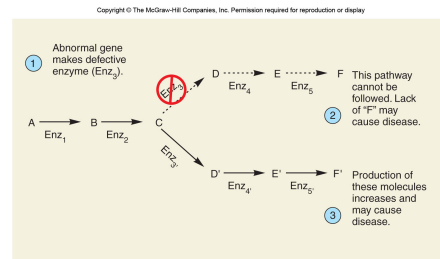 Copyright © The McGraw-Hill Companies, Inc. Permission required for reproduction or display
1
Abnormal gene
makes defective
enzyme (Enz3).
A
Enz1
B
Enz2
C
Enz3
D
Enz4
E
Enz5
F
This pathway
cannot be
followed. Lack
of "F" may
cause disease.
2
Enz3'
D'
Enz4'
E'
Enz5'
F'
Production of
these molecules
increases and
may cause
disease.
3